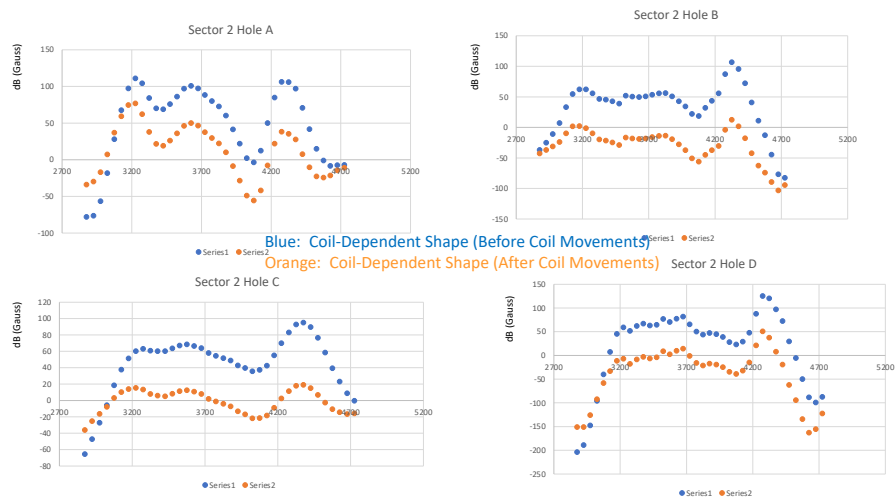 Sector 2 Hole A
dB (Gauss)
150
100
50
0
-50
-100
2700 3200 3700 4200 4700 5200
Series1 Series2
Sector 2 Hole B
dB (Gauss)
150
100
50
0
-50
-100
-150
2700 3200 3700 4200 4700 5200
Series1 Series2
Blue: Coil-Dependent Shape (Before Coil Movements)
Orange: Coil-Dependent Shape (After Coil Movements)
Sector 2 Hole C
dB (Gauss)
120
100
80
60
40
20
0
-20
-40
-60
-80
2700 3200 3700 4200 4700 5200
Series1 Series2
Sector 2 Hole D
dB (Gauss)
150
100
50
0
-50
-100
-150
-200
-250
2700 3200 3700 4200 4700 5200
Series1 Series2